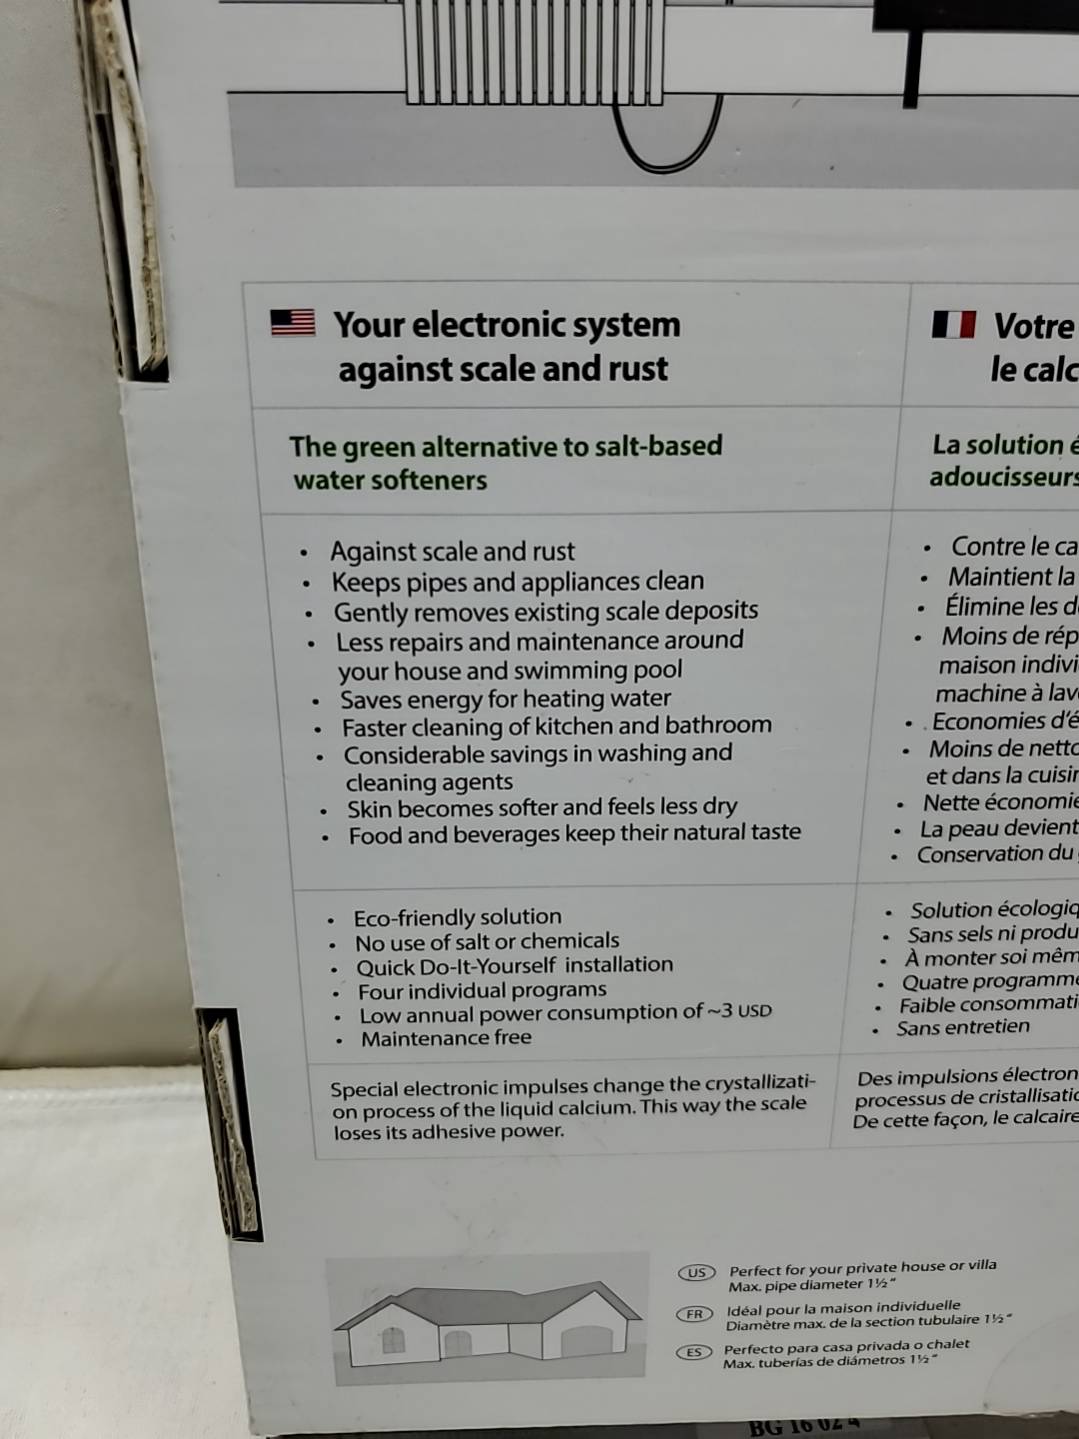 Your electronic system
against scale and rust
The green alternative to salt-based
water softeners
• Against scale and rust
• Keeps pipes and appliances clean
• Gently removes existing scale deposits
• Less repairs and maintenance around
your house and swimming pool
• Saves energy for heating water
• Faster cleaning of kitchen and bathroom
• Considerable savings in washing and
cleaning agents
• Skin becomes softer and feels less dry
• Food and beverages keep their natural taste
• Eco-friendly solution
• No use of salt or chemicals
• Quick Do-It-Yourself installation
• Four individual programs
• Low annual power consumption of ~3 USD
• Maintenance free
Special electronic impulses change the crystallizati-
on process of the liquid calcium. This way the scale
loses its adhesive power.
Votre
le calc
La solution é
adoucisseurs
• Contre le ca
• Maintient la
• Élimine les d
• Moins de rép
maison indivi
machine à lav
• Economies d'é
• Moins de netto
et dans la cuisin
• Nette économie
• La peau devient
• Conservation du
• Solution écologiq
• Sans sels ni produ
• À monter soi mêm
• Quatre programme
• Faible consommati
• Sans entretien
Des impulsions électron
processus de cristallisatio
De cette façon, le calcaire
US Perfect for your private house or villa
Max. pipe diameter 1½"
FR Idéal pour la maison individuelle
Diamètre max. de la section tubulaire 1½"
ES Perfecto para casa privada o chalet
Max. tuberías de diámetros 1½"
BG 16 02 4